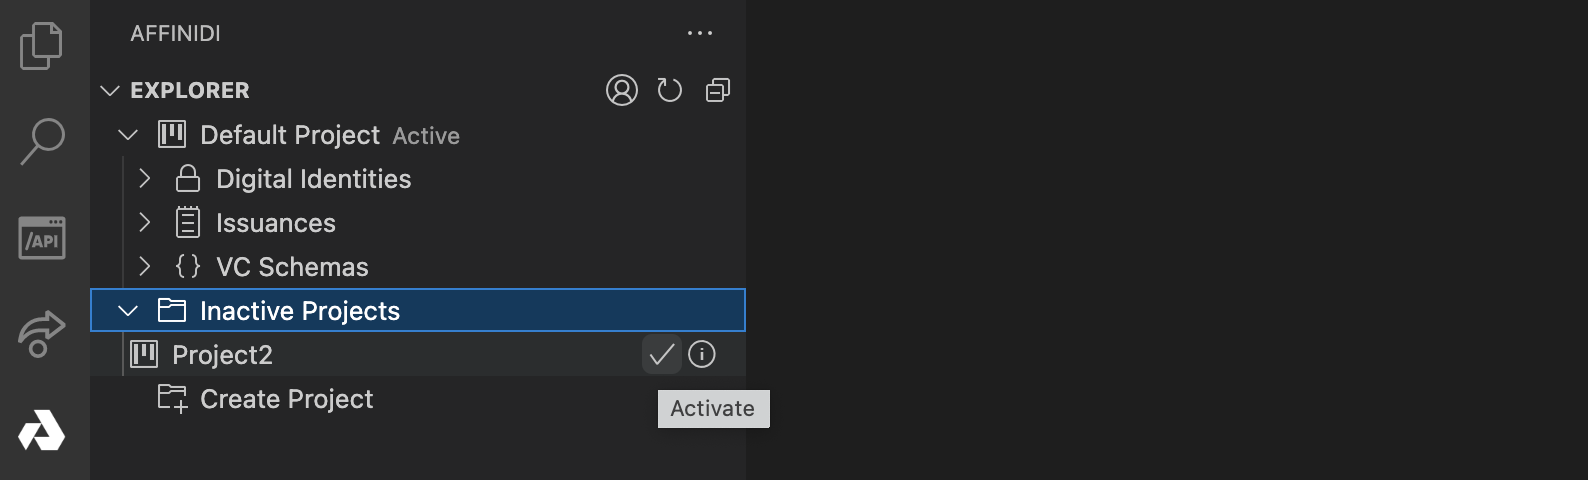 AFFINIDI
EXPLORER
Default Project Active
Digital Identities
Issuances
/API
VC Schemas
Inactive Projects
Project2
Create Project
Activate